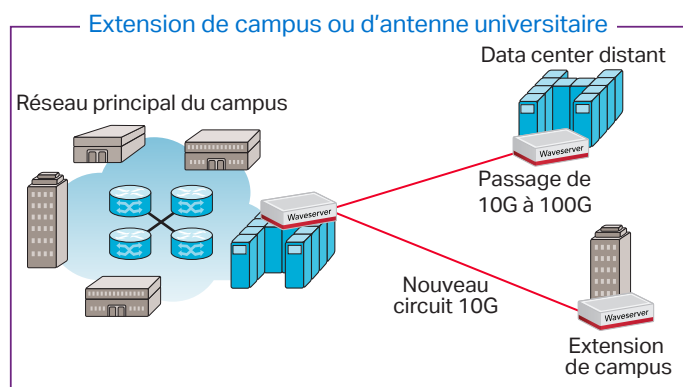 Extension de campus ou d’antenne universitaire
Data center distant
Réseau principal du campus
Waveserver
Passage de
10G à 100G
Waveserver
Nouveau
circuit 10G
Waveserver
Extension
de campus